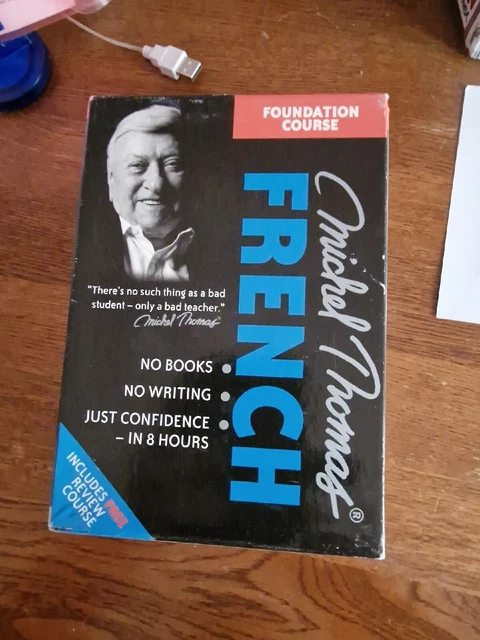 FOUNDATION
COURSE
Michel Thomas®
FRENCH
“There's no such thing as a bad
student – only a bad teacher.”
Michel Thomas
NO BOOKS •
NO WRITING •
JUST CONFIDENCE •
– IN 8 HOURS
INCLUDES FREE
REVIEW
COURSE